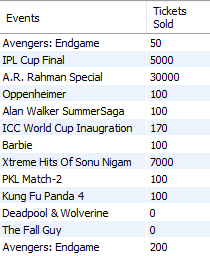 Events Tickets Sold
Avengers: Endgame 50
IPL Cup Final 5000
A.R. Rahman Special 30000
Oppenheimer 100
Alan Walker SummerSaga 100
ICC World Cup Inaugration 170
Barbie 100
Xtreme Hits Of Sonu Nigam 7000
PKL Match-2 100
Kung Fu Panda 4 100
Deadpool & Wolverine 0
The Fall Guy 0
Avengers: Endgame 200